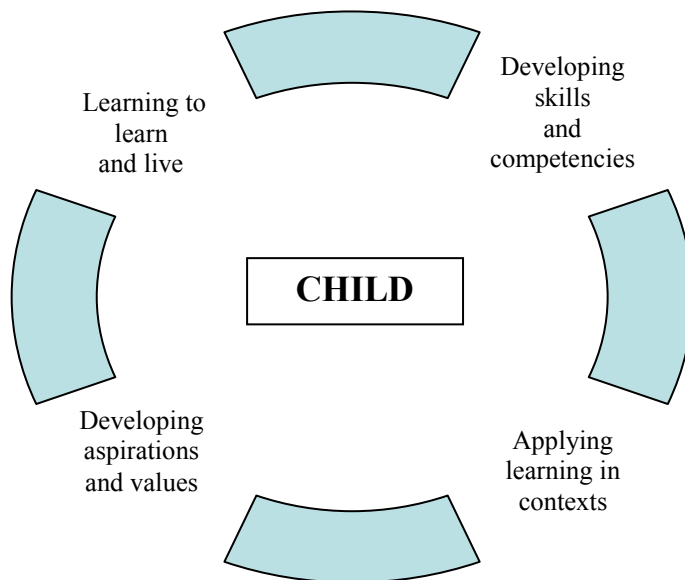 Learning to
learn
and live
Developing
skills
and
competencies
CHILD
Developing
aspirations
and values
Applying
learning in
contexts